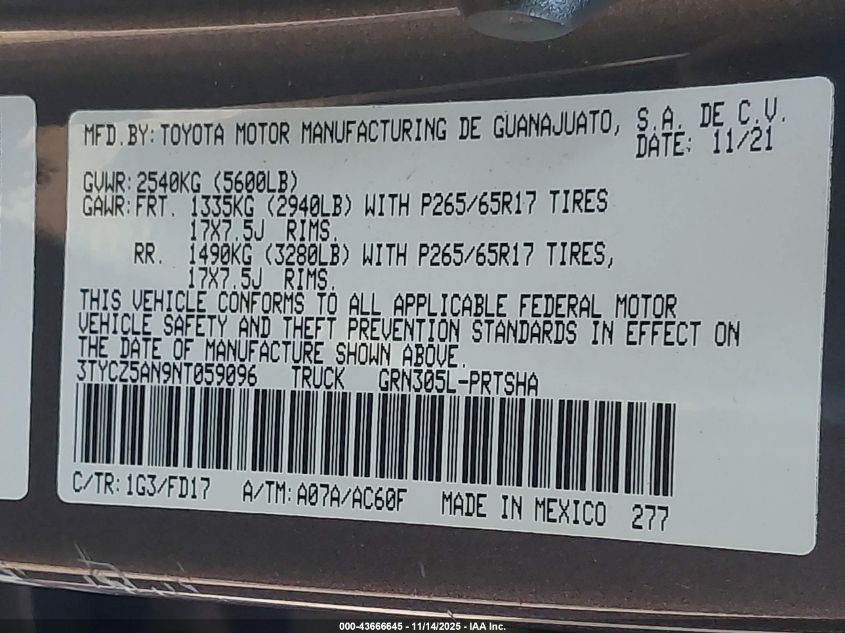 MFD.BY:TOYOTA MOTOR MANUFACTURING DE GUANAJUATO, S.A. DE C.V.
DATE: 11/21
GVWR:2540KG (5600LB)
GAWR:FRT. 1335KG (2940LB) WITH P265/65R17 TIRES
17X7.5J RIMS.
RR. 1490KG (3280LB) WITH P265/65R17 TIRES,
17X7.5J RIMS.
THIS VEHICLE CONFORMS TO ALL APPLICABLE FEDERAL MOTOR
VEHICLE SAFETY AND THEFT PREVENTION STANDARDS IN EFFECT ON
THE DATE OF MANUFACTURE SHOWN ABOVE.
3TYCZ5AN9NT059096 TRUCK GRN305L-PRTSHA
C/TR:1G3/FD17 A/TM:A07A/AC60F MADE IN MEXICO 277
000-43666645 - 11/14/2025 - IAA Inc.